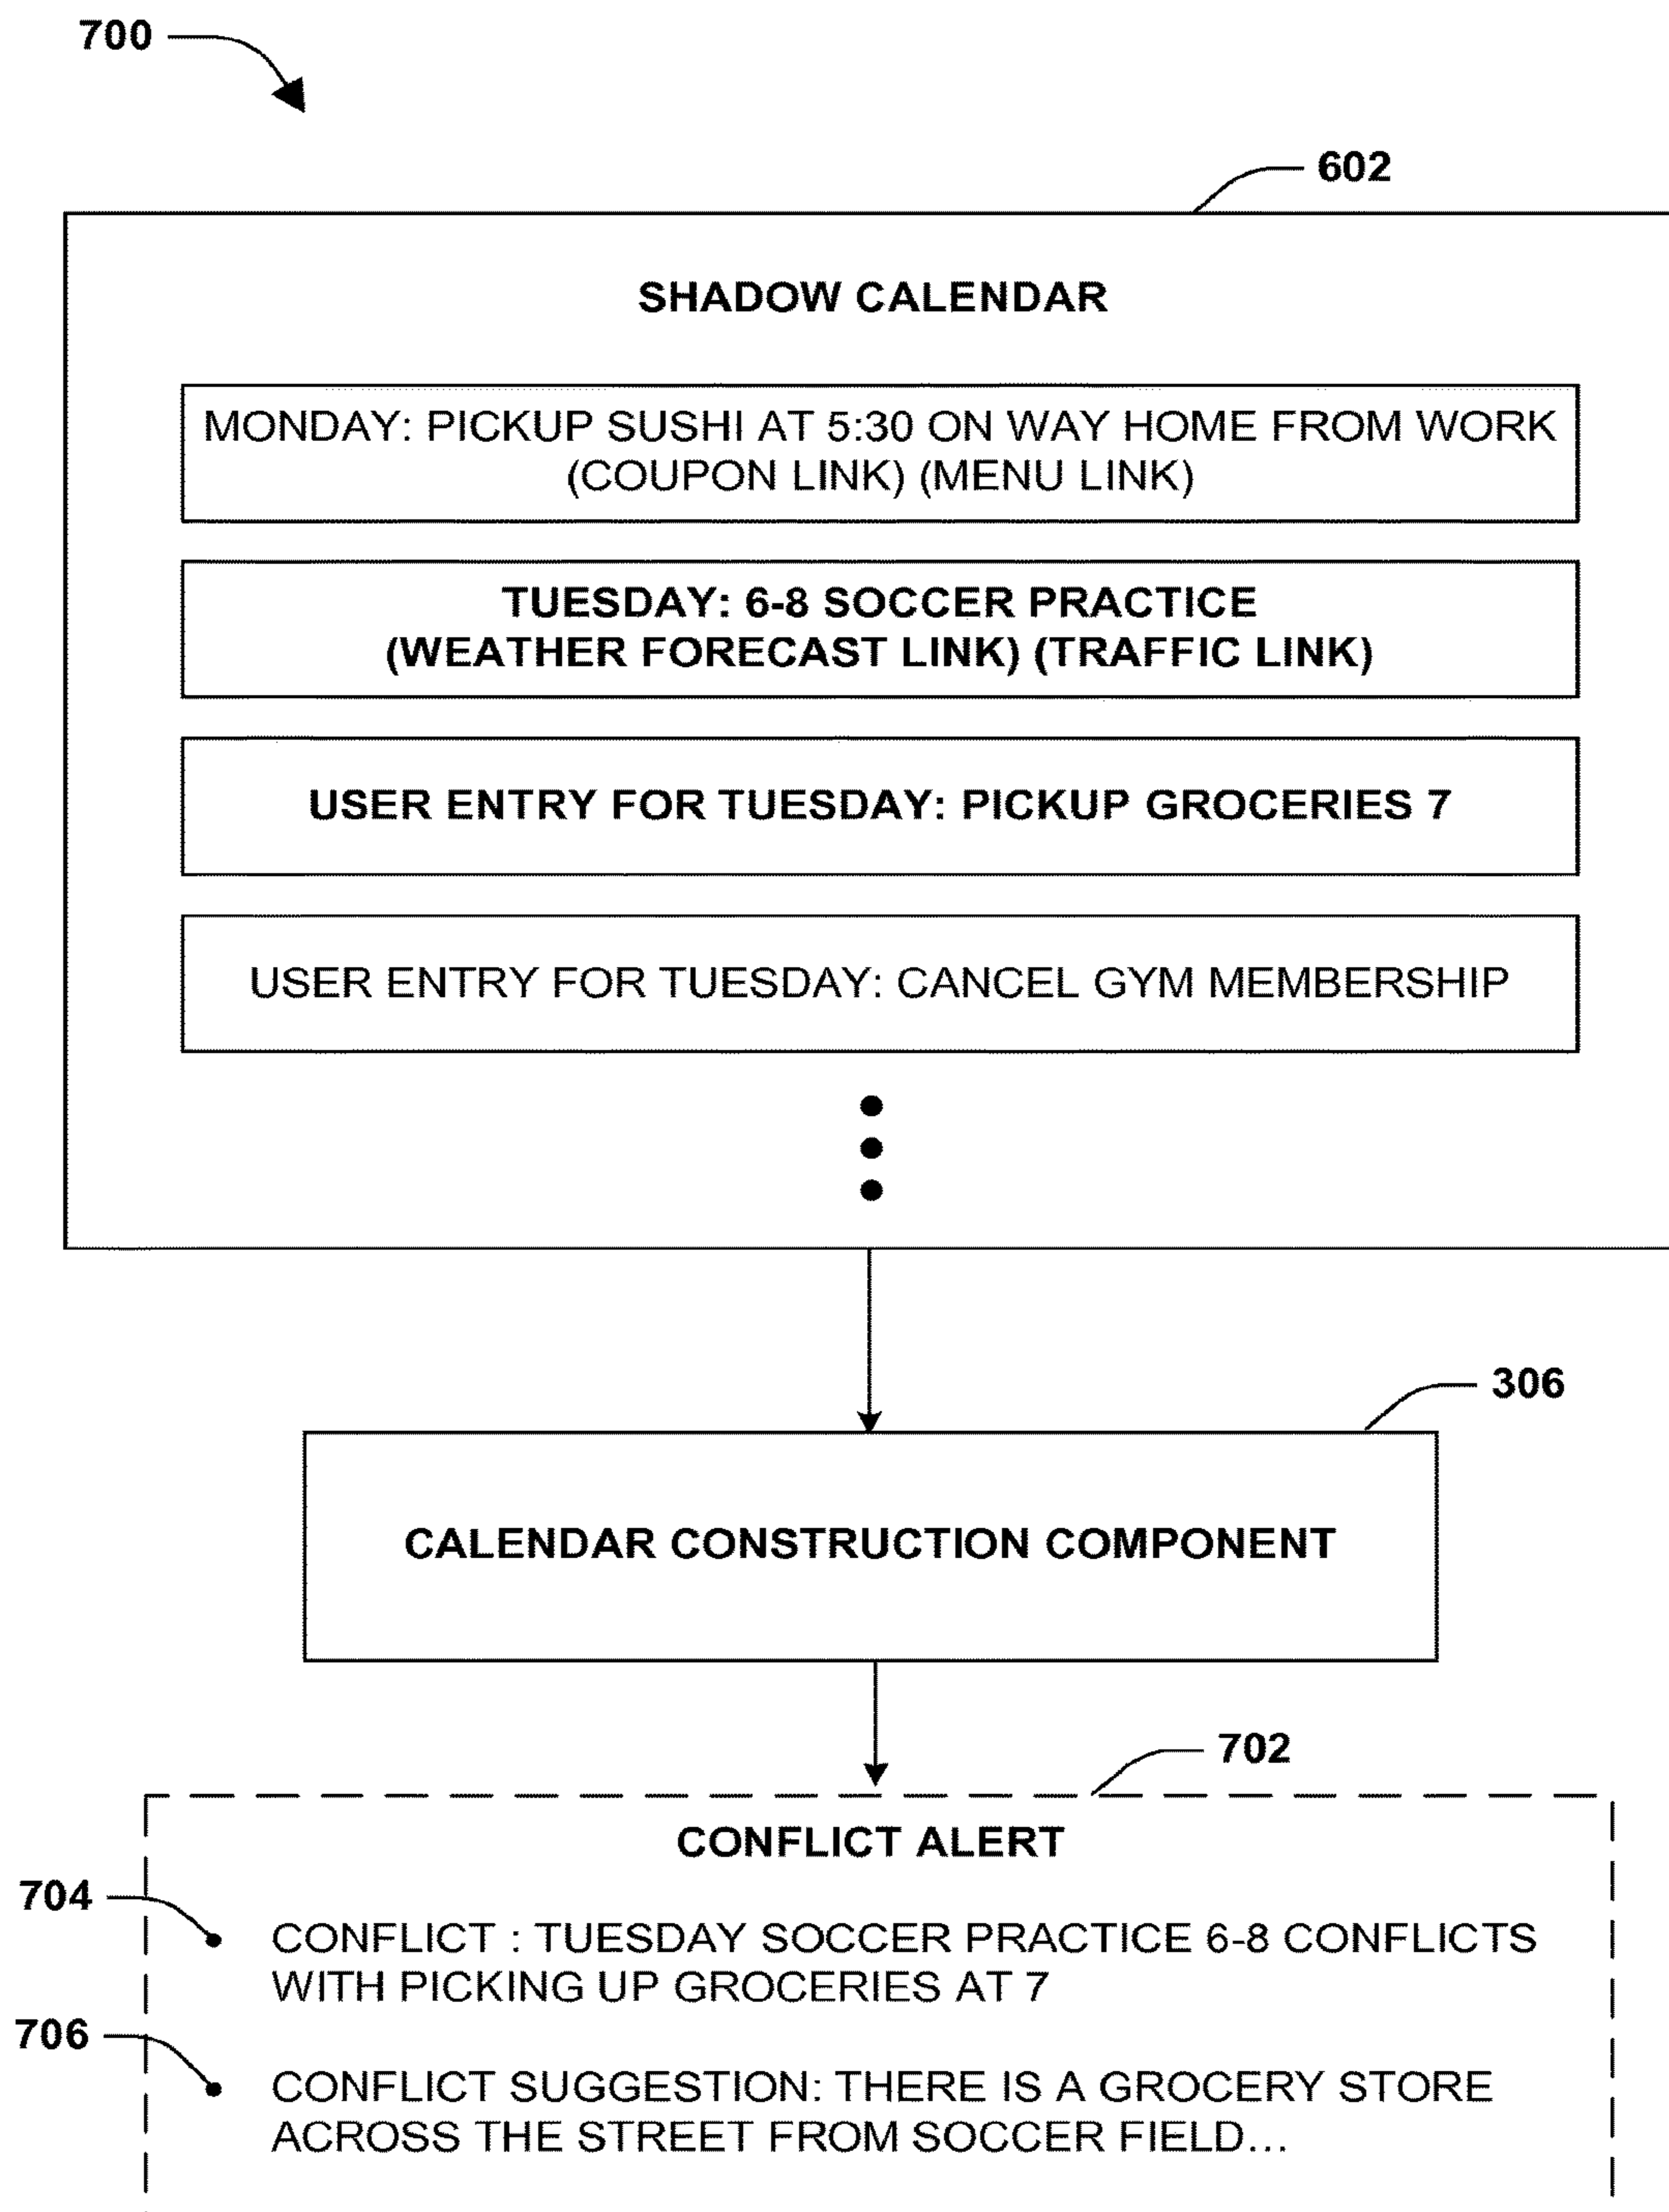 700
602
SHADOW CALENDAR
MONDAY: PICKUP SUSHI AT 5:30 ON WAY HOME FROM WORK
(COUPON LINK) (MENU LINK)
TUESDAY: 6-8 SOCCER PRACTICE
(WEATHER FORECAST LINK) (TRAFFIC LINK)
USER ENTRY FOR TUESDAY: PICKUP GROCERIES 7
USER ENTRY FOR TUESDAY: CANCEL GYM MEMBERSHIP
306
CALENDAR CONSTRUCTION COMPONENT
702
CONFLICT ALERT
704
CONFLICT : TUESDAY SOCCER PRACTICE 6-8 CONFLICTS
WITH PICKING UP GROCERIES AT 7
706
CONFLICT SUGGESTION: THERE IS A GROCERY STORE
ACROSS THE STREET FROM SOCCER FIELD...